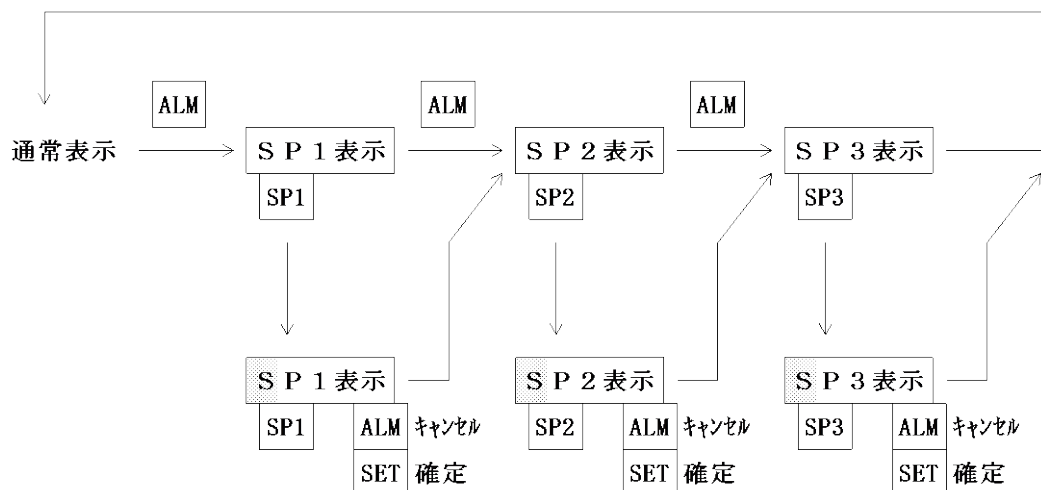 ALM ALM ALM
通常表示 ＳＰ１表示 ＳＰ２表示 ＳＰ３表示
SP1 SP2 SP3
ＳＰ１表示 ＳＰ２表示 ＳＰ３表示
SP1 ALM ｷｬﾝｾﾙ SP2 ALM ｷｬﾝｾﾙ SP3 ALM ｷｬﾝｾﾙ
SET 確定 SET 確定 SET 確定